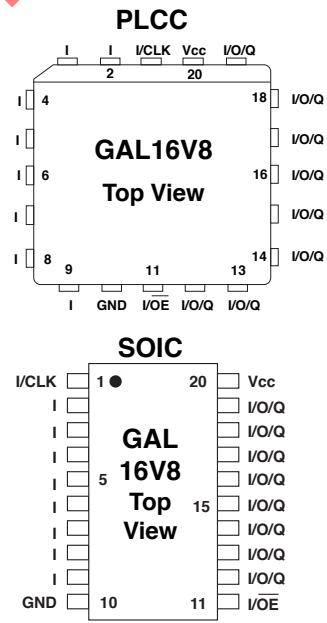 PLCC
I I I/CLK Vcc I/O/Q
2 20
I 4 18 I/O/Q
I I/O/Q
GAL16V8
I 6 16 I/O/Q
Top View
I I/O/Q
I 8 14 I/O/Q
9 11 13
I GND I/OE I/O/Q I/O/Q
SOIC
I/CLK 1 20 Vcc
I I/O/Q
I I/O/Q
GAL
I I/O/Q
16V8
I 5 I/O/Q
Top
I 15 I/O/Q
View
I I/O/Q
I I/O/Q
I I/O/Q
GND 10 11 I/OE